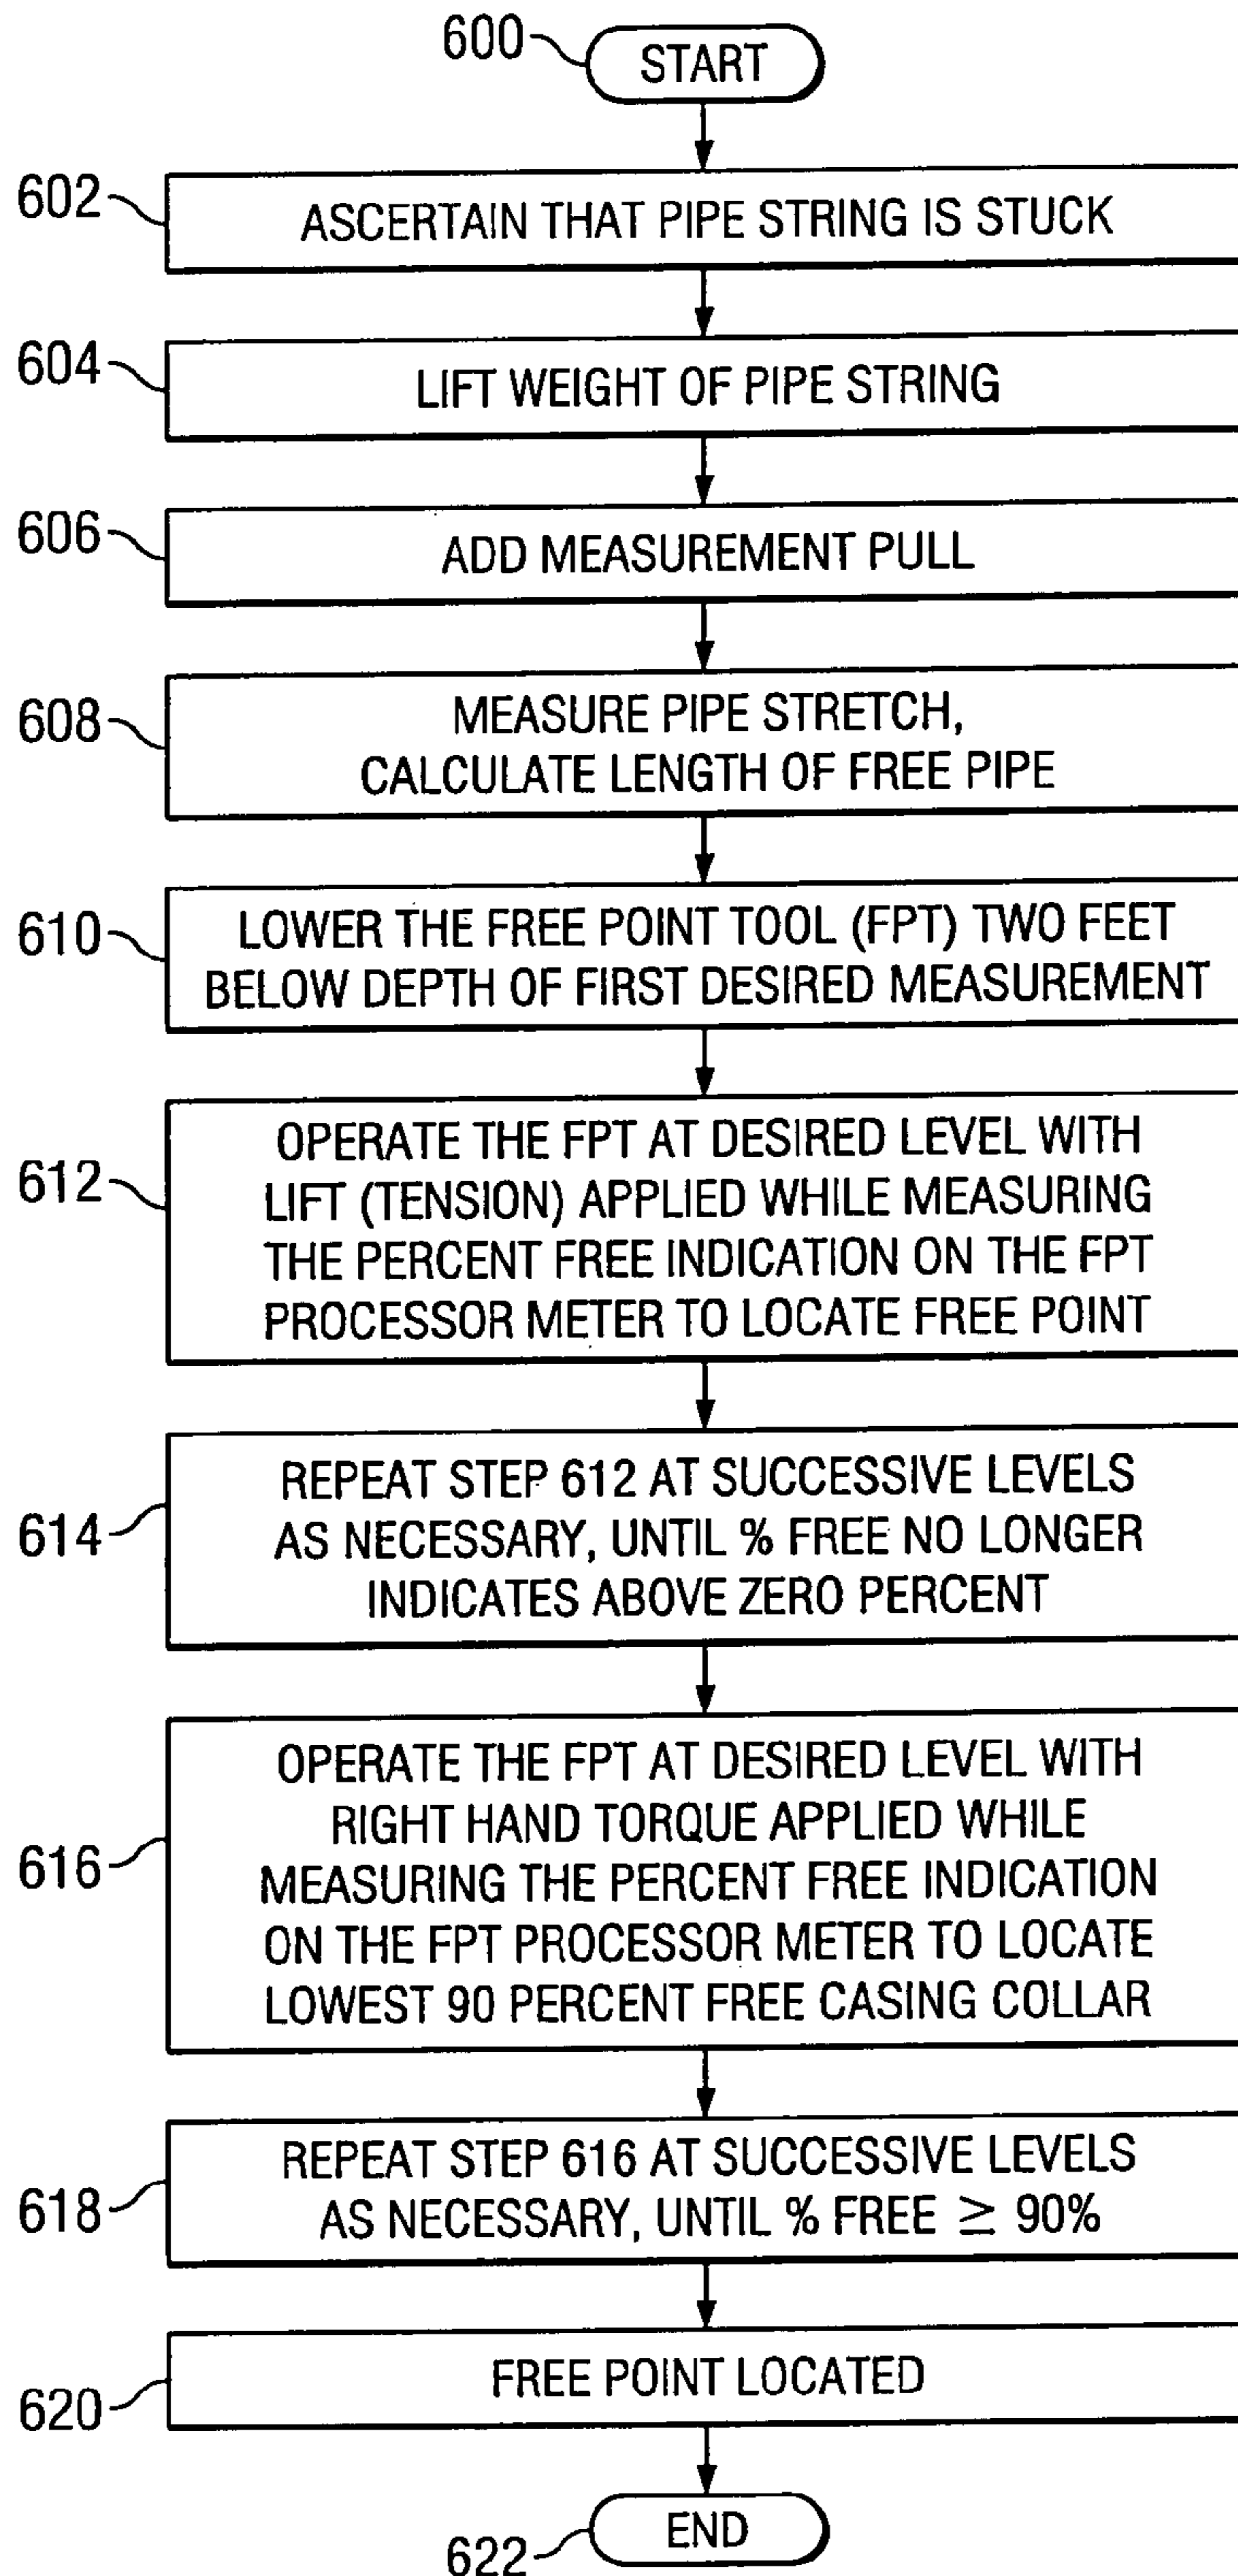 600
START
602
ASCERTAIN THAT PIPE STRING IS STUCK
604
LIFT WEIGHT OF PIPE STRING
606
ADD MEASUREMENT PULL
608
MEASURE PIPE STRETCH,
CALCULATE LENGTH OF FREE PIPE
610
LOWER THE FREE POINT TOOL (FPT) TWO FEET
BELOW DEPTH OF FIRST DESIRED MEASUREMENT
612
OPERATE THE FPT AT DESIRED LEVEL WITH
LIFT (TENSION) APPLIED WHILE MEASURING
THE PERCENT FREE INDICATION ON THE FPT
PROCESSOR METER TO LOCATE FREE POINT
614
REPEAT STEP 612 AT SUCCESSIVE LEVELS
AS NECESSARY, UNTIL % FREE NO LONGER
INDICATES ABOVE ZERO PERCENT
616
OPERATE THE FPT AT DESIRED LEVEL WITH
RIGHT HAND TORQUE APPLIED WHILE
MEASURING THE PERCENT FREE INDICATION
ON THE FPT PROCESSOR METER TO LOCATE
LOWEST 90 PERCENT FREE CASING COLLAR
618
REPEAT STEP 616 AT SUCCESSIVE LEVELS
AS NECESSARY, UNTIL % FREE ≥ 90%
620
FREE POINT LOCATED
622
END